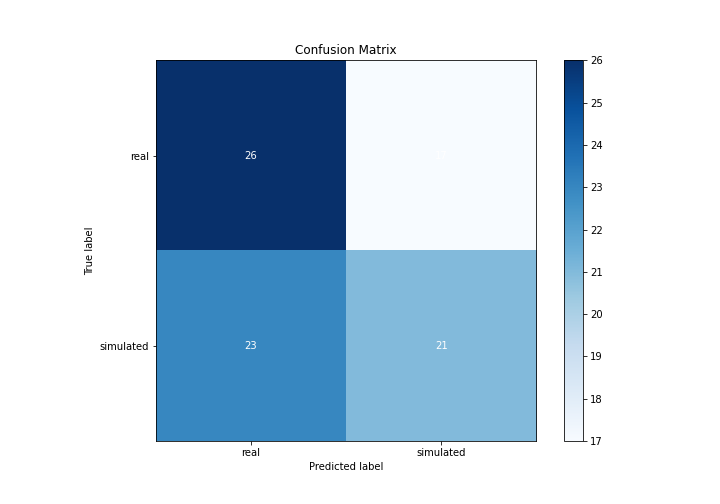 Confusion Matrix
26
25
24
23
22
21
20
19
18
17
real
26
simulated
23
21
real
simulated
True label
Predicted label